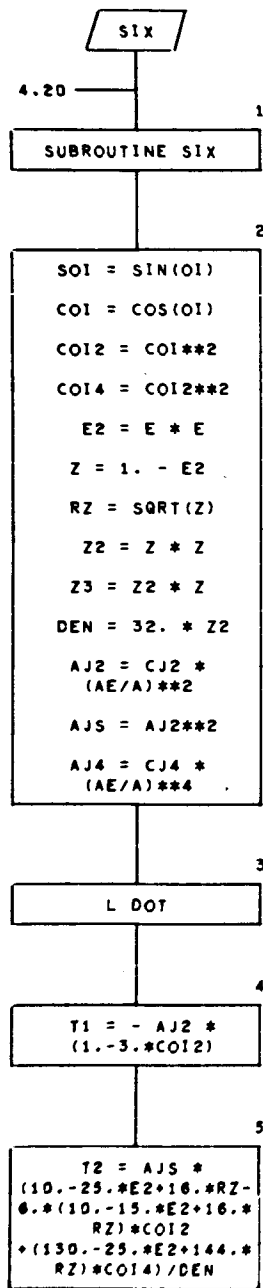 SIX
4.20
1
SUBROUTINE SIX
2
SOI = SIN(OI)
COI = COS(OI)
COI2 = COI**2
COI4 = COI2**2
E2 = E * E
Z = 1. - E2
RZ = SQRT(Z)
Z2 = Z * Z
Z3 = Z2 * Z
DEN = 32. * Z2
AJ2 = CJ2 *
(AE/A)**2
AJS = AJ2**2
AJ4 = CJ4 *
(AE/A)**4
3
L DOT
4
T1 = - AJ2 *
(1.-3.*COI2)
5
T2 = AJS *
(10.-25.*E2+16.*RZ-
6.*(10.-15.*E2+16.*
RZ)*COI2
+(130.-25.*E2+144.*
RZ)*COI4)/DEN